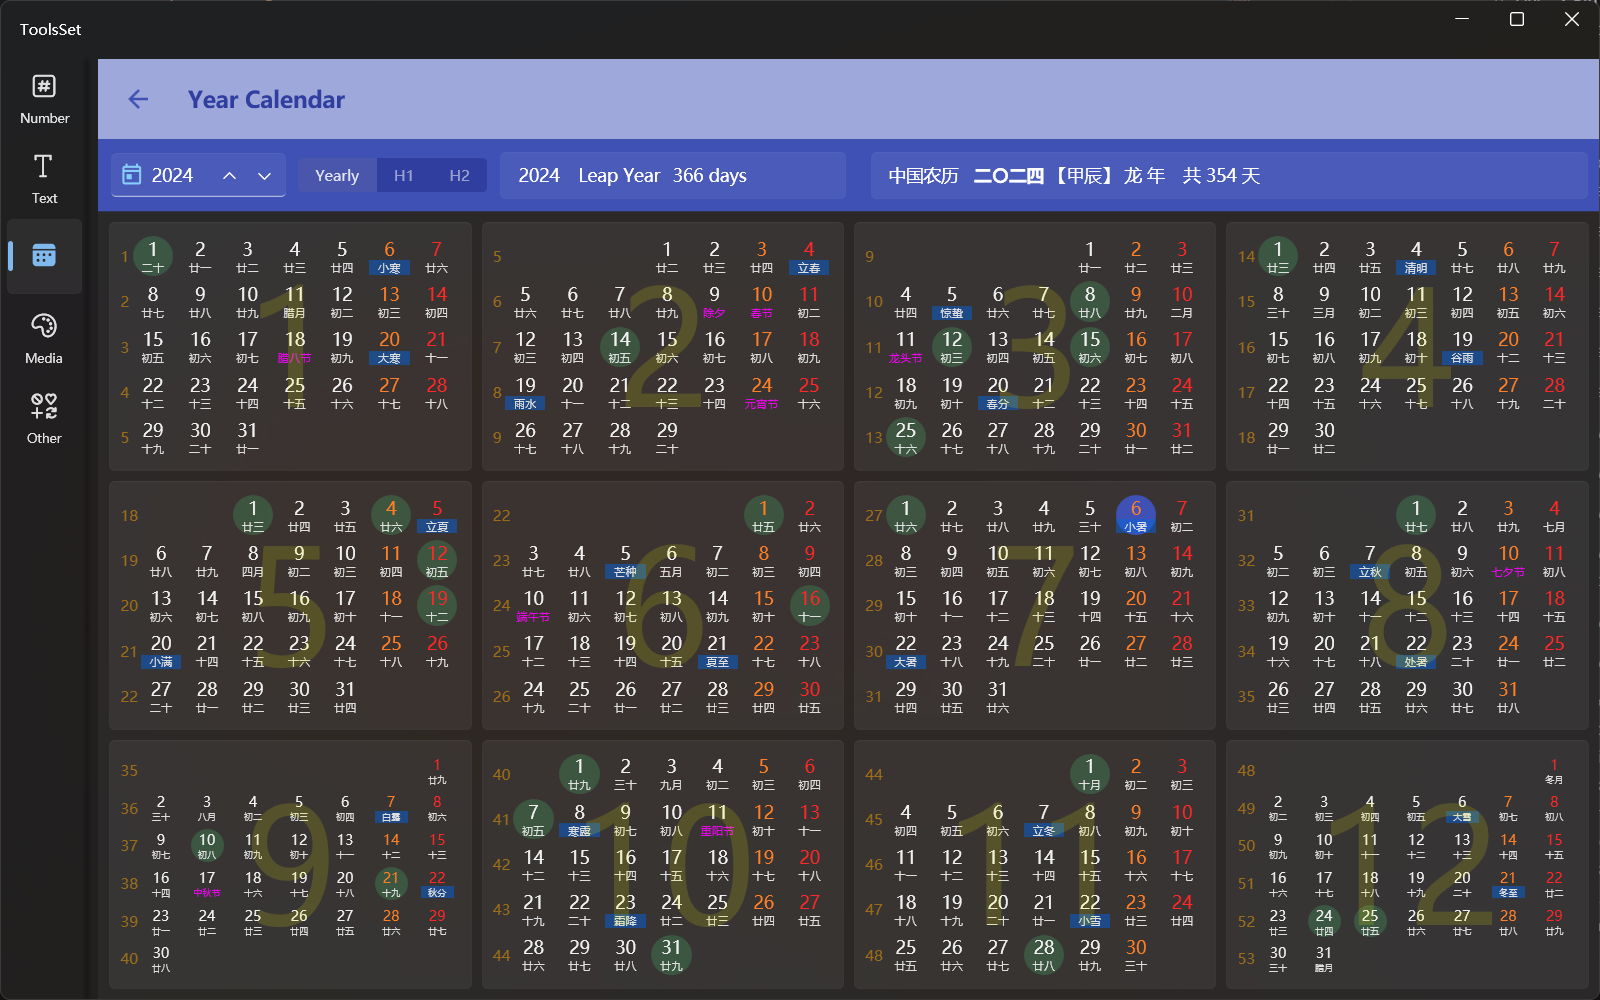 ToolsSet
Number
Text
Media
Other
Year Calendar
2024
Yearly H1 H2
2024 Leap Year 366 days
中国农历 二〇二四【甲辰】龙 年 共 354 天
1
1 1 2 3 4 5 6 7
二十 廿一 廿二 廿三 廿四 小寒 廿六
2 8 9 10 11 12 13 14
廿七 廿八 廿九 腊月 初二 初三 初四
3 15 16 17 18 19 20 21
初五 初六 初七 腊八节 初九 大寒 十一
4 22 23 24 25 26 27 28
十二 十三 十四 十五 十六 十七 十八
5 29 30 31
十九 二十 廿一
2
5 1 2 3 4
廿二 廿三 廿四 立春
6 5 6 7 8 9 10 11
廿六 廿七 廿八 廿九 除夕 春节 初二
7 12 13 14 15 16 17 18
初三 初四 初五 初六 初七 初八 初九
8 19 20 21 22 23 24 25
雨水 十一 十二 十三 十四 元宵节 十六
9 26 27 28 29
十七 十八 十九 二十
3
9 1 2 3
廿一 廿二 廿三
10 4 5 6 7 8 9 10
廿四 惊蛰 廿六 廿七 廿八 廿九 二月
11 11 12 13 14 15 16 17
龙头节 初三 初四 初五 初六 初七 初八
12 18 19 20 21 22 23 24
初九 初十 春分 十二 十三 十四 十五
13 25 26 27 28 29 30 31
十六 十七 十八 十九 二十 廿一 廿二
4
14 1 2 3 4 5 6 7
廿三 廿四 廿五 清明 廿七 廿八 廿九
15 8 9 10 11 12 13 14
三十 三月 初二 初三 初四 初五 初六
16 15 16 17 18 19 20 21
初七 初八 初九 初十 谷雨 十二 十三
17 22 23 24 25 26 27 28
十四 十五 十六 十七 十八 十九 二十
18 29 30
廿一 廿二
5
18 1 2 3 4 5
廿三 廿四 廿五 廿六 立夏
19 6 7 8 9 10 11 12
廿八 廿九 四月 初二 初三 初四 初五
20 13 14 15 16 17 18 19
初六 初七 初八 初九 初十 十一 十二
21 20 21 22 23 24 25 26
小满 十四 十五 十六 十七 十八 十九
22 27 28 29 30 31
二十 廿一 廿二 廿三 廿四
6
22 1 2
廿五 廿六
23 3 4 5 6 7 8 9
廿七 廿八 芒种 五月 初二 初三 初四
24 10 11 12 13 14 15 16
端午节 初六 初七 初八 初九 初十 十一
25 17 18 19 20 21 22 23
十二 十三 十四 十五 夏至 十七 十八
26 24 25 26 27 28 29 30
十九 二十 廿一 廿二 廿三 廿四 廿五
7
27 1 2 3 4 5 6 7
廿六 廿七 廿八 廿九 三十 小暑 初二
28 8 9 10 11 12 13 14
初三 初四 初五 初六 初七 初八 初九
29 15 16 17 18 19 20 21
初十 十一 十二 十三 十四 十五 十六
30 22 23 24 25 26 27 28
大暑 十八 十九 二十 廿一 廿二 廿三
31 29 30 31
廿四 廿五 廿六
8
31 1 2 3 4
廿七 廿八 廿九 七月
32 5 6 7 8 9 10 11
初二 初三 立秋 初五 初六 七夕节 初八
33 12 13 14 15 16 17 18
初九 初十 十一 十二 十三 十四 十五
34 19 20 21 22 23 24 25
十六 十七 十八 处暑 二十 廿一 廿二
35 26 27 28 29 30 31
廿三 廿四 廿五 廿六 廿七 廿八
9
35 1
廿九
36 2 3 4 5 6 7 8
三十 八月 初二 初三 初四 白露 初六
37 9 10 11 12 13 14 15
初七 初八 初九 初十 十一 十二 十三
38 16 17 18 19 20 21 22
十四 中秋节 十六 十七 十八 十九 秋分
39 23 24 25 26 27 28 29
廿一 廿二 廿三 廿四 廿五 廿六 廿七
40 30
廿八
10
40 1 2 3 4 5 6
廿九 三十 九月 初二 初三 初四
41 7 8 9 10 11 12 13
初五 寒露 初七 初八 重阳节 初十 十一
42 14 15 16 17 18 19 20
十二 十三 十四 十五 十六 十七 十八
43 21 22 23 24 25 26 27
十九 二十 霜降 廿二 廿三 廿四 廿五
44 28 29 30 31
廿六 廿七 廿八 廿九
11
44 1 2 3
十月 初二 初三
45 4 5 6 7 8 9 10
初四 初五 初六 立冬 初八 初九 初十
46 11 12 13 14 15 16 17
十一 十二 十三 十四 十五 十六 十七
47 18 19 20 21 22 23 24
十八 十九 二十 廿一 小雪 廿三 廿四
48 25 26 27 28 29 30
廿五 廿六 廿七 廿八 廿九 三十
12
48 1
冬月
49 2 3 4 5 6 7 8
初二 初三 初四 初五 大雪 初七 初八
50 9 10 11 12 13 14 15
初九 初十 十一 十二 十三 十四 十五
51 16 17 18 19 20 21 22
十六 十七 十八 十九 二十 冬至 廿二
52 23 24 25 26 27 28 29
廿三 廿四 廿五 廿六 廿七 廿八 廿九
53 30 31
三十 腊月